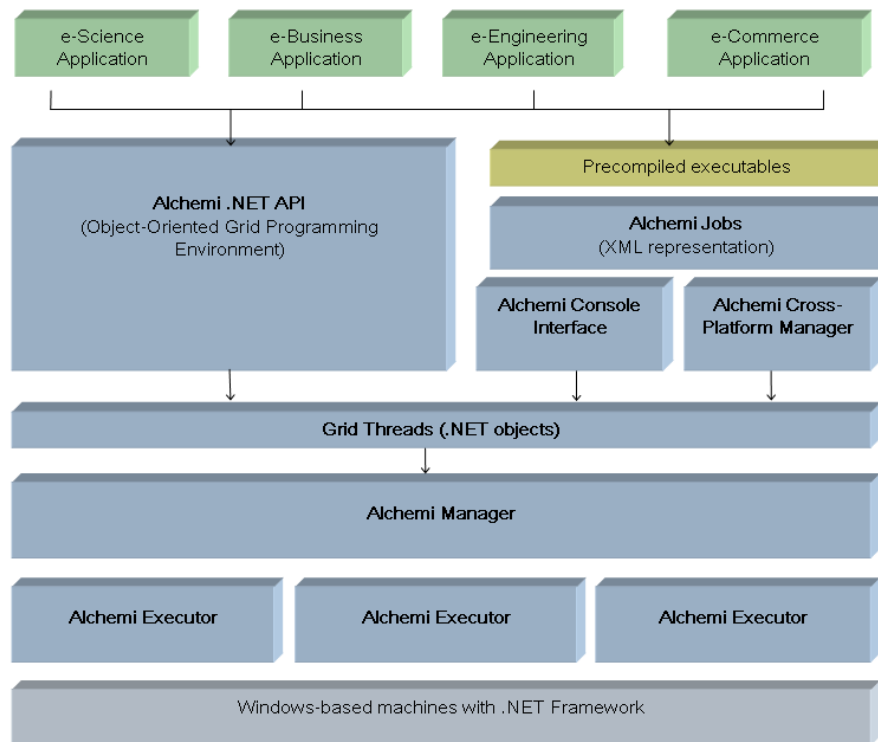 e-Science
Application
e-Business
Application
e-Engineering
Application
e-Commerce
Application
Alchemi .NET API
(Object-Oriented Grid Programming
Environment)
Precompiled executables
Alchemi Jobs
(XML representation)
Alchemi Console
Interface
Alchemi Cross-
Platform Manager
Grid Threads (.NET objects)
Alchemi Manager
Alchemi Executor
Alchemi Executor
Alchemi Executor
Windows-based machines with .NET Framework